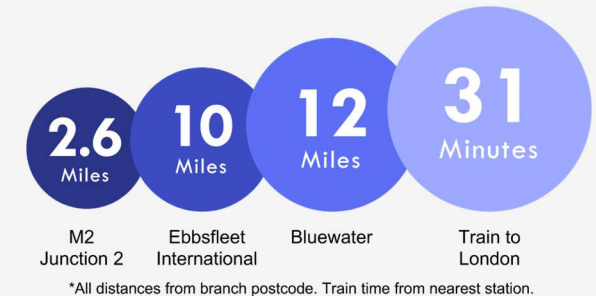 2.6
Miles
10
Miles
12
Miles
31
Minutes
M2
Junction 2
Ebbsfleet
International
Bluewater
Train to
London
*All distances from branch postcode. Train time from nearest station.